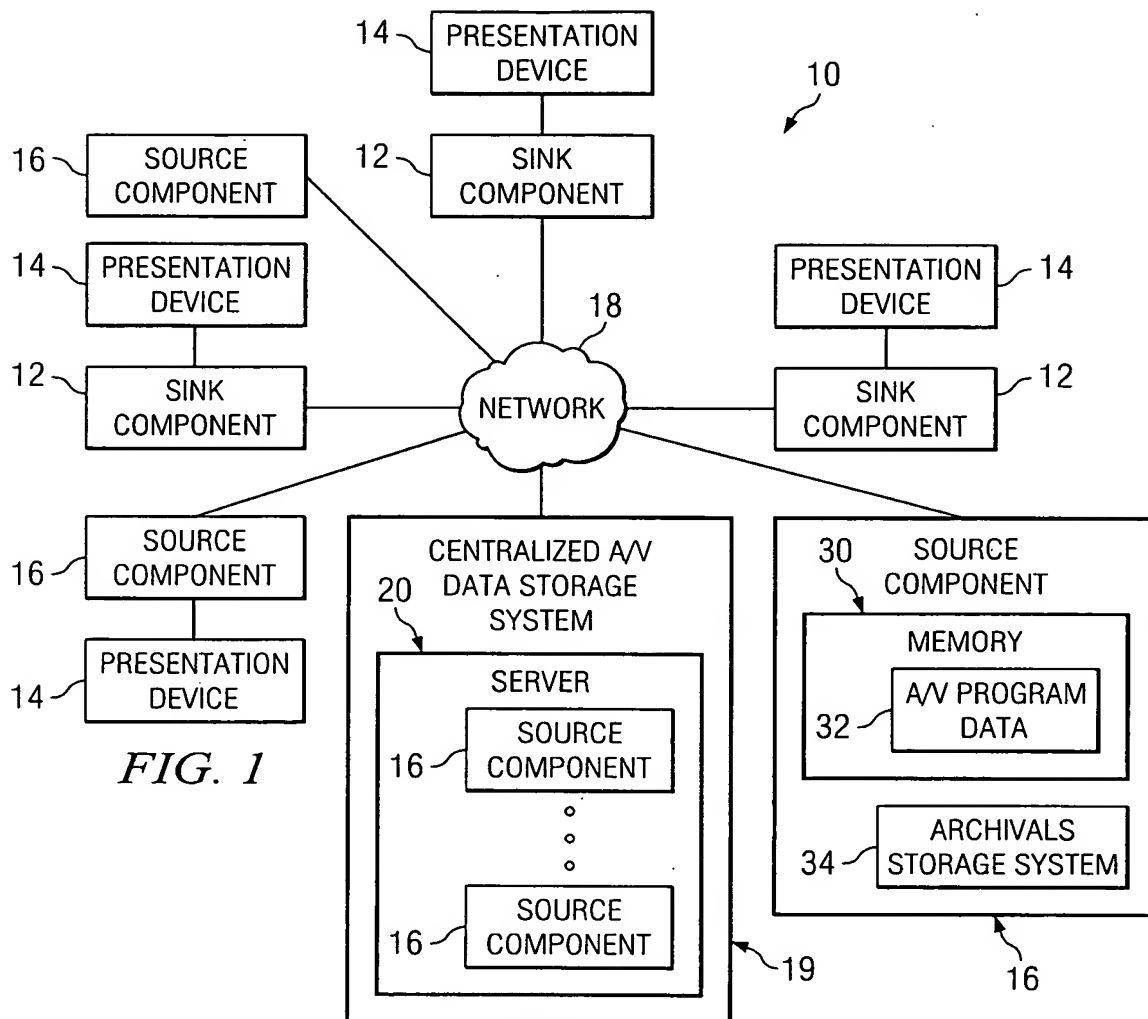 14
PRESENTATION
DEVICE
10
16
SOURCE
COMPONENT
12
SINK
COMPONENT
14
PRESENTATION
DEVICE
PRESENTATION
DEVICE
14
18
12
SINK
COMPONENT
NETWORK
SINK
COMPONENT
12
16
SOURCE
COMPONENT
14
PRESENTATION
DEVICE
FIG. 1
CENTRALIZED A/V
DATA STORAGE
SYSTEM
20
SERVER
16
SOURCE
COMPONENT
16
SOURCE
COMPONENT
19
SOURCE
COMPONENT
30
MEMORY
32
A/V PROGRAM
DATA
34
ARCHIVALS
STORAGE SYSTEM
16